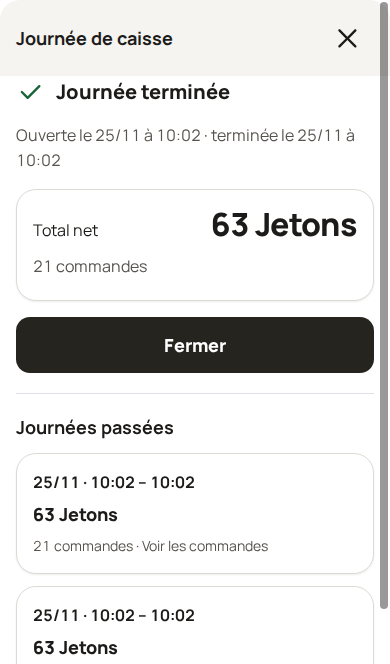 Journée de caisse
Journée terminée
Ouverte le 25/11 à 10:02 · terminée le 25/11 à
10:02
Total net
63 Jetons
21 commandes
Fermer
Journées passées
25/11 · 10:02 – 10:02
63 Jetons
21 commandes · Voir les commandes
25/11 · 10:02 – 10:02
63 Jetons